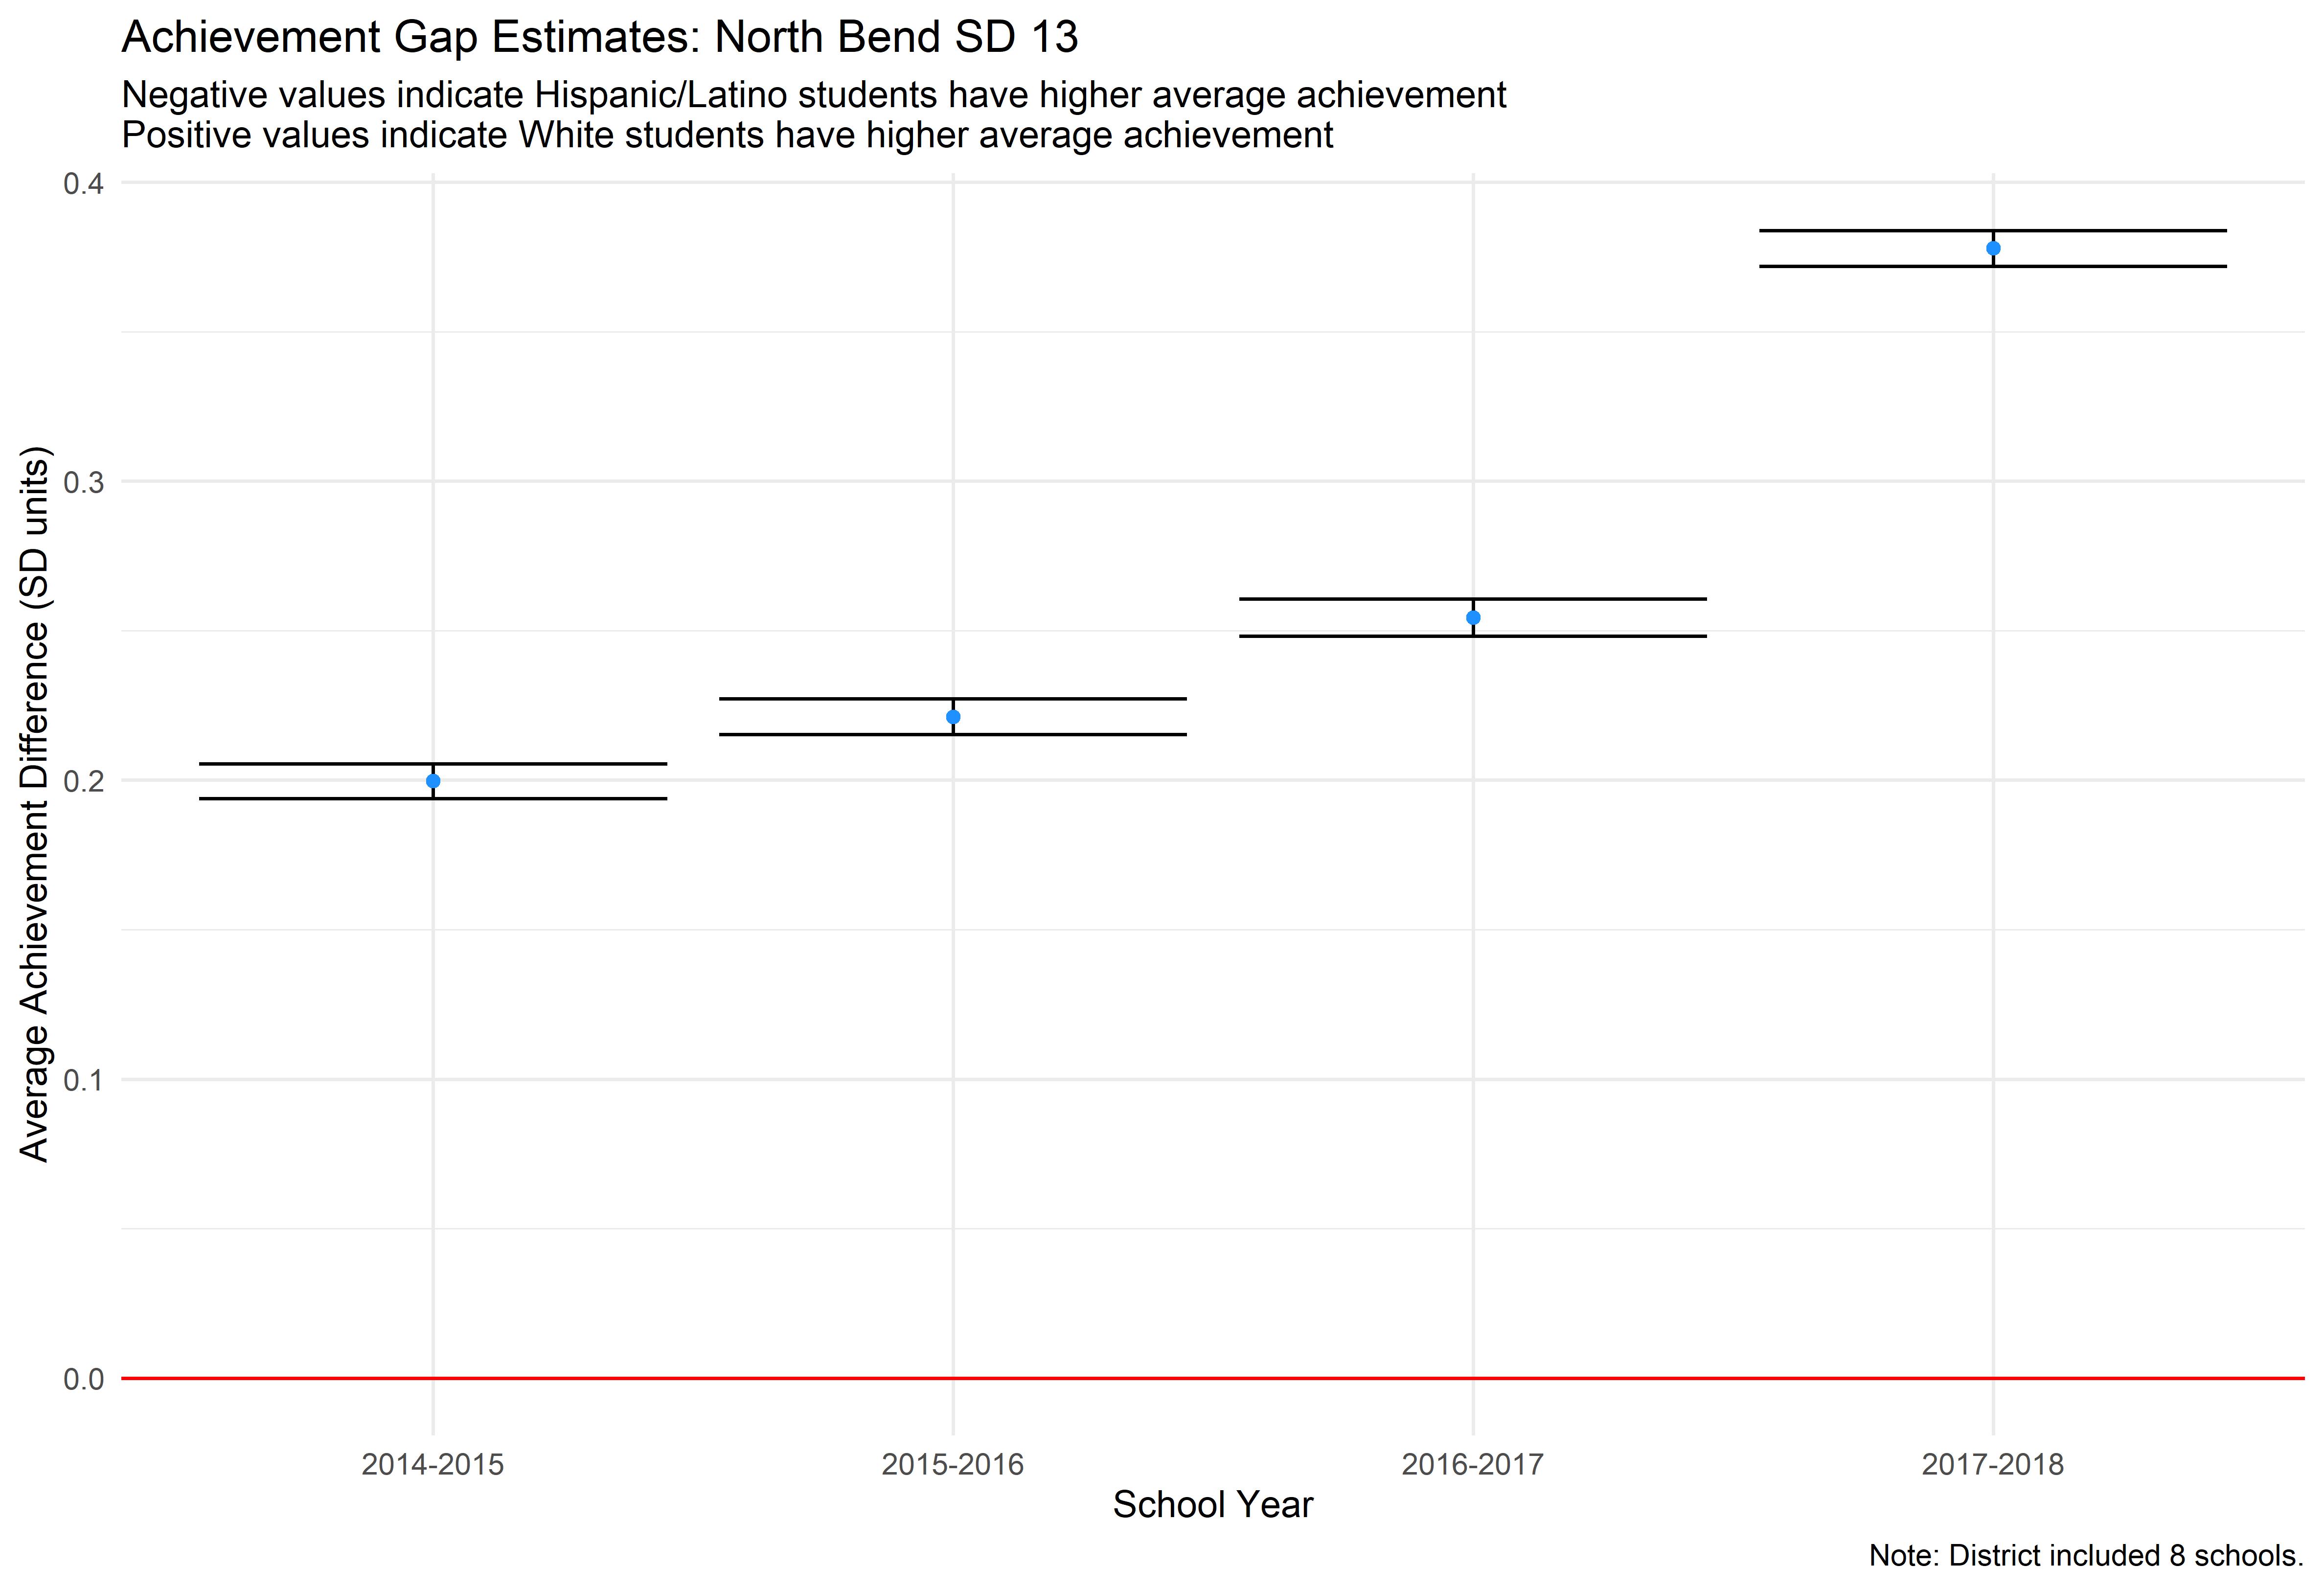 Achievement Gap Estimates: North Bend SD 13
Negative values indicate Hispanic/Latino students have higher average achievement
Positive values indicate White students have higher average achievement
Average Achievement Difference (SD units)
0.4
0.3
0.2
0.1
0.0
2014-2015
2015-2016
2016-2017
2017-2018
School Year
Note: District included 8 schools.